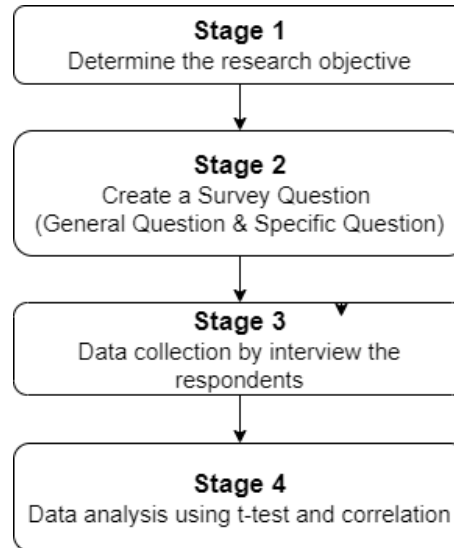 Stage 1
Determine the research objective
Stage 2
Create a Survey Question
(General Question & Specific Question)
Stage 3
Data collection by interview the
respondents
Stage 4
Data analysis using t-test and correlation